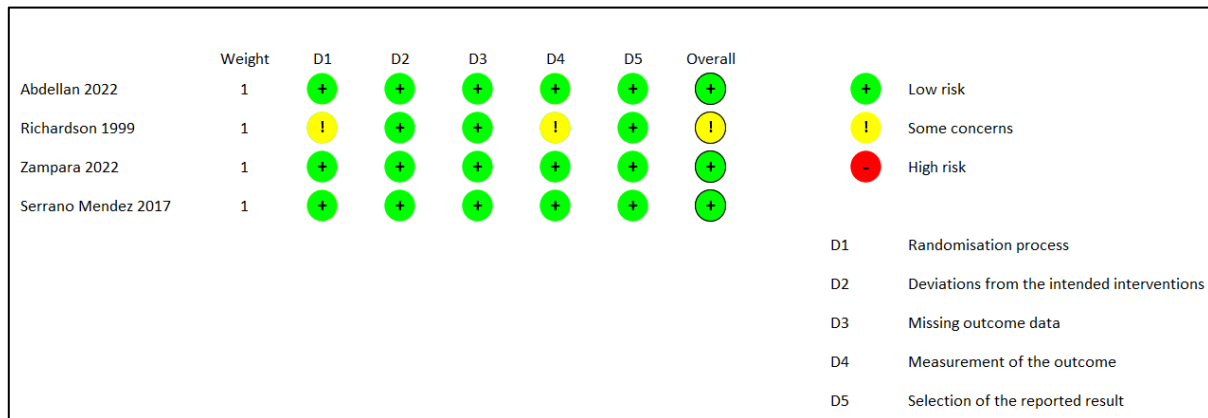 Weight D1 D2 D3 D4 D5 Overall
Abdellan 2022 1 + + + + + + + Low risk
Richardson 1999 1 ! + + ! + ! ! Some concerns
Zampara 2022 1 + + + + + + - High risk
Serrano Mendez 2017 1 + + + + + +
D1 Randomisation process
D2 Deviations from the intended interventions
D3 Missing outcome data
D4 Measurement of the outcome
D5 Selection of the reported result